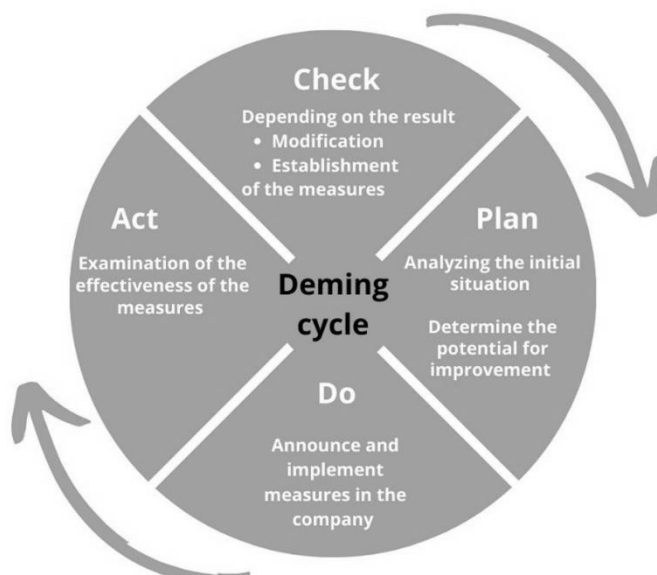 Check
Depending on the result
• Modification
• Establishment
of the measures
Act
Examination of the
effectiveness of the
measures
Deming
cycle
Plan
Analyzing the initial
situation
Determine the
potential for
improvement
Do
Announce and
implement
measures in the
company